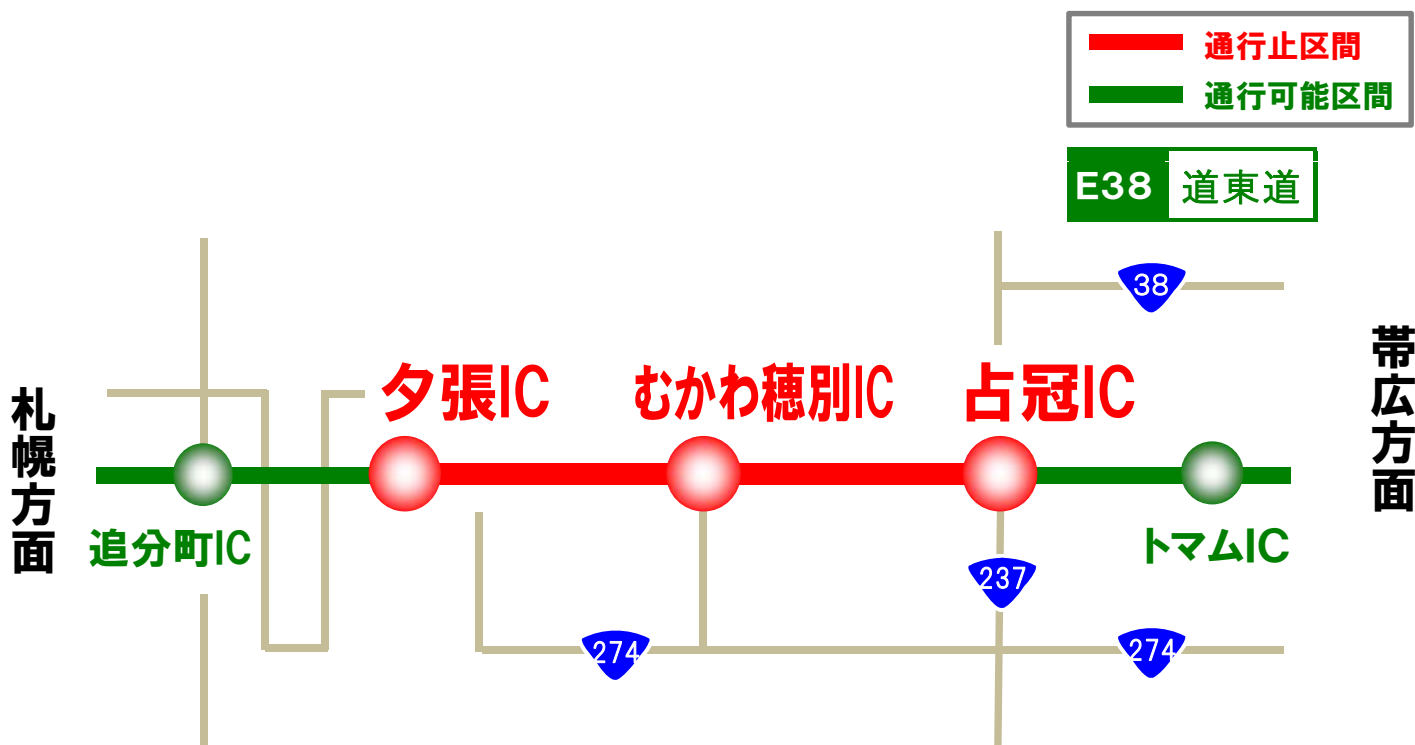 通行止区間
通行可能区間
E38 道東道
38
帯広方面
札幌方面
夕張IC
むかわ穂別IC
占冠IC
追分町IC
トマムIC
237
274
274